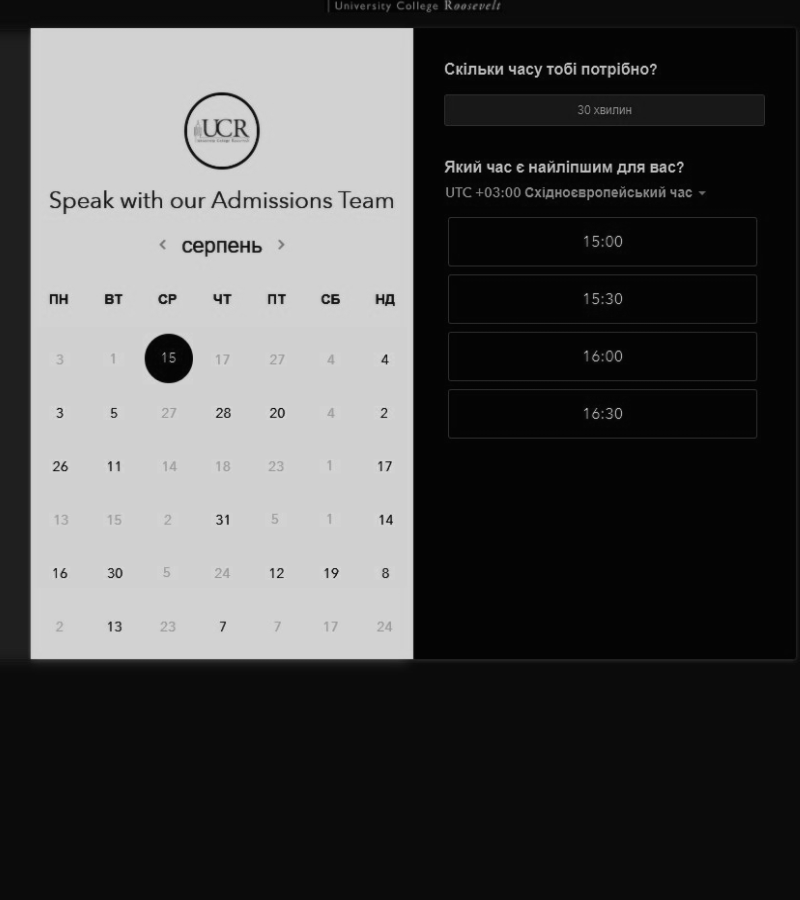 University College Roosevelt
UCR
Speak with our Admissions Team
серпень
ПН ВТ СР ЧТ ПТ СБ НД
3 1 15 17 27 4 4
3 5 27 28 20 4 2
26 11 14 18 23 1 17
13 15 2 31 5 1 14
16 30 5 24 12 19 8
2 13 23 7 7 17 24
Скільки часу тобі потрібно?
30 хвилин
Який час є найліпшим для вас?
UTC +03:00 Східноєвропейський час
15:00
15:30
16:00
16:30